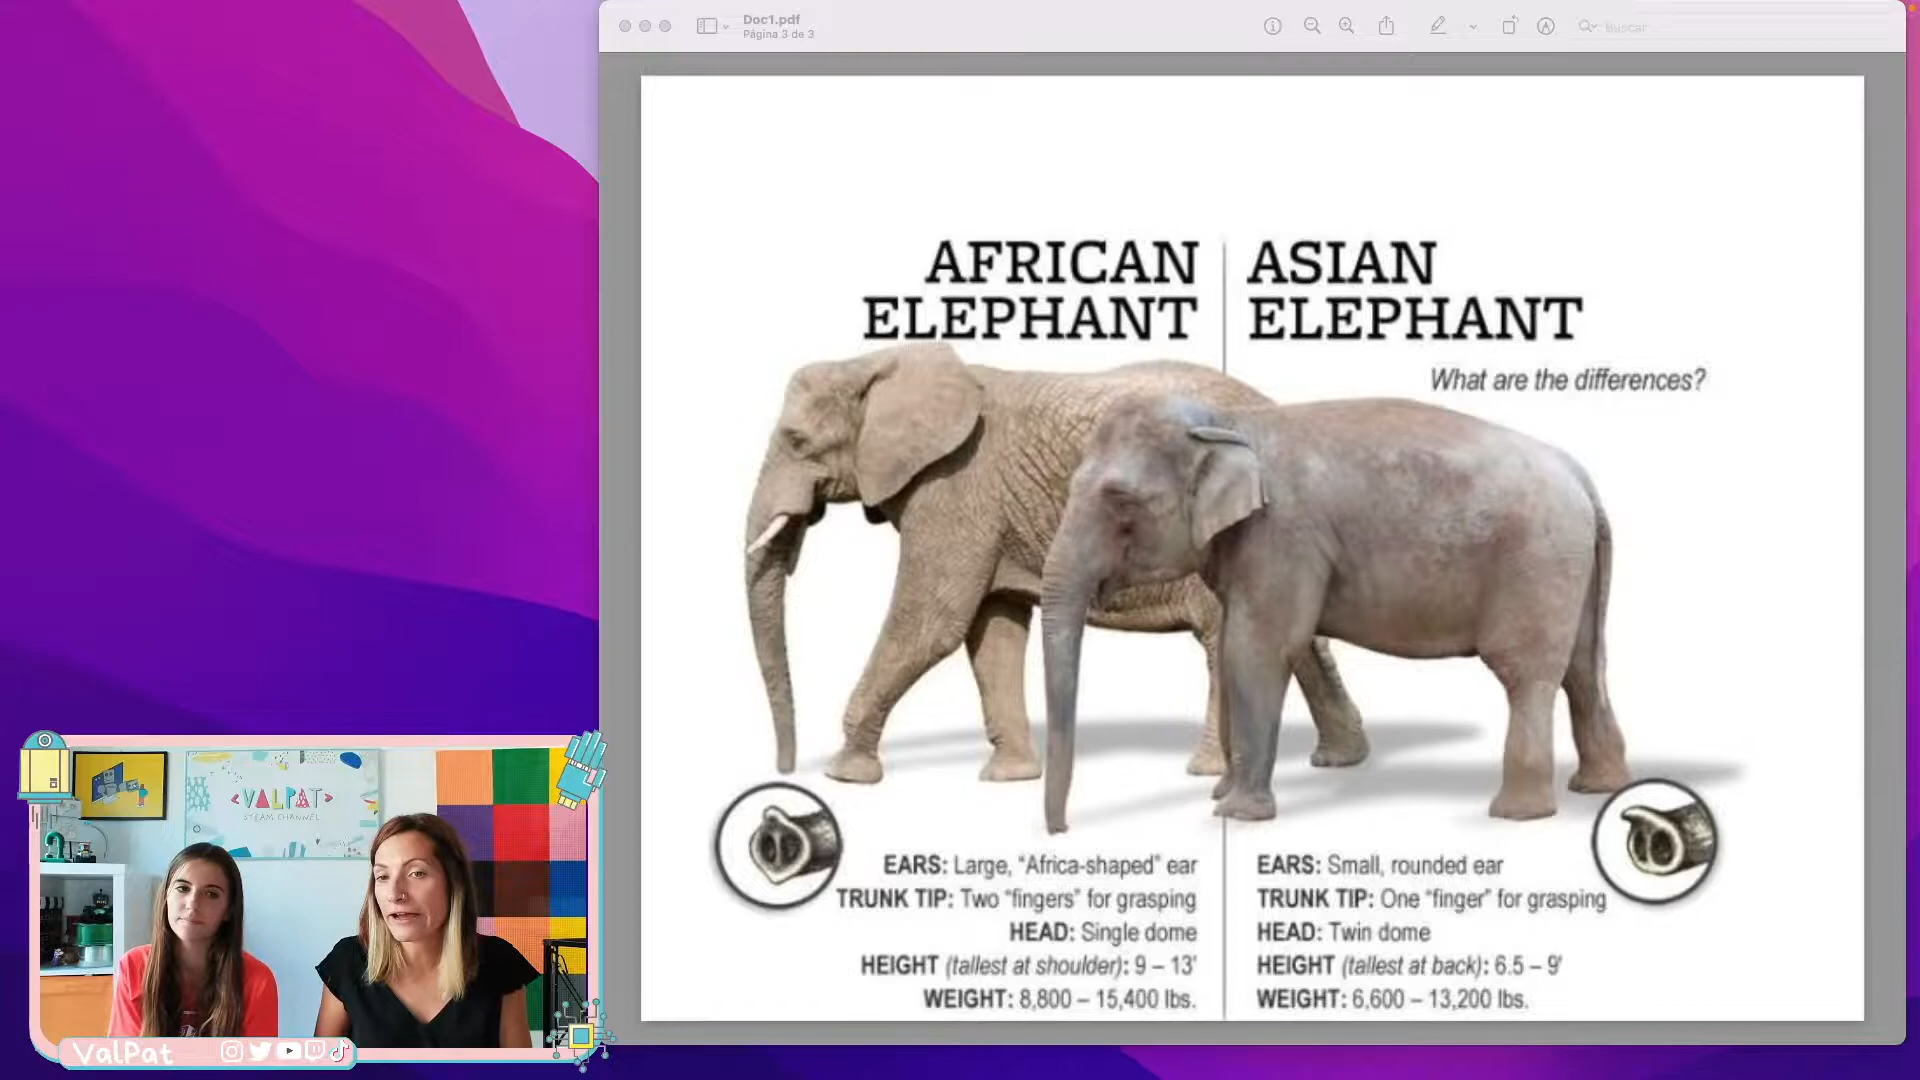 Doc1.pdf
Página 3 de 3
Buscar
AFRICAN
ELEPHANT
ASIAN
ELEPHANT
What are the differences?
EARS: Large, “Africa-shaped” ear
TRUNK TIP: Two “fingers” for grasping
HEAD: Single dome
HEIGHT (tallest at shoulder): 9 – 13'
WEIGHT: 8,800 – 15,400 lbs.
EARS: Small, rounded ear
TRUNK TIP: One “finger” for grasping
HEAD: Twin dome
HEIGHT (tallest at back): 6.5 – 9'
WEIGHT: 6,600 – 13,200 lbs.
<VALPAT>
STEAM CHANNEL
ValPat